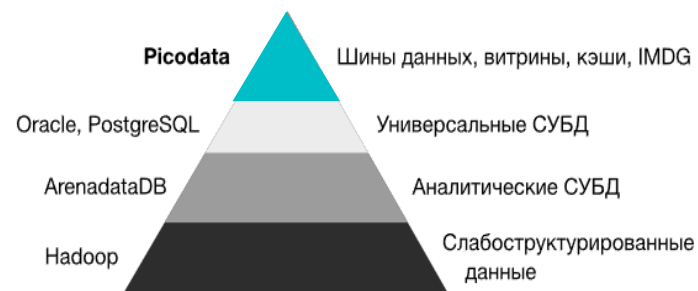 Picodata
Шины данных, витрины, кэши, IMDG
Oracle, PostgreSQL
Универсальные СУБД
ArenadataDB
Аналитические СУБД
Hadoop
Слабоструктурированные
данные